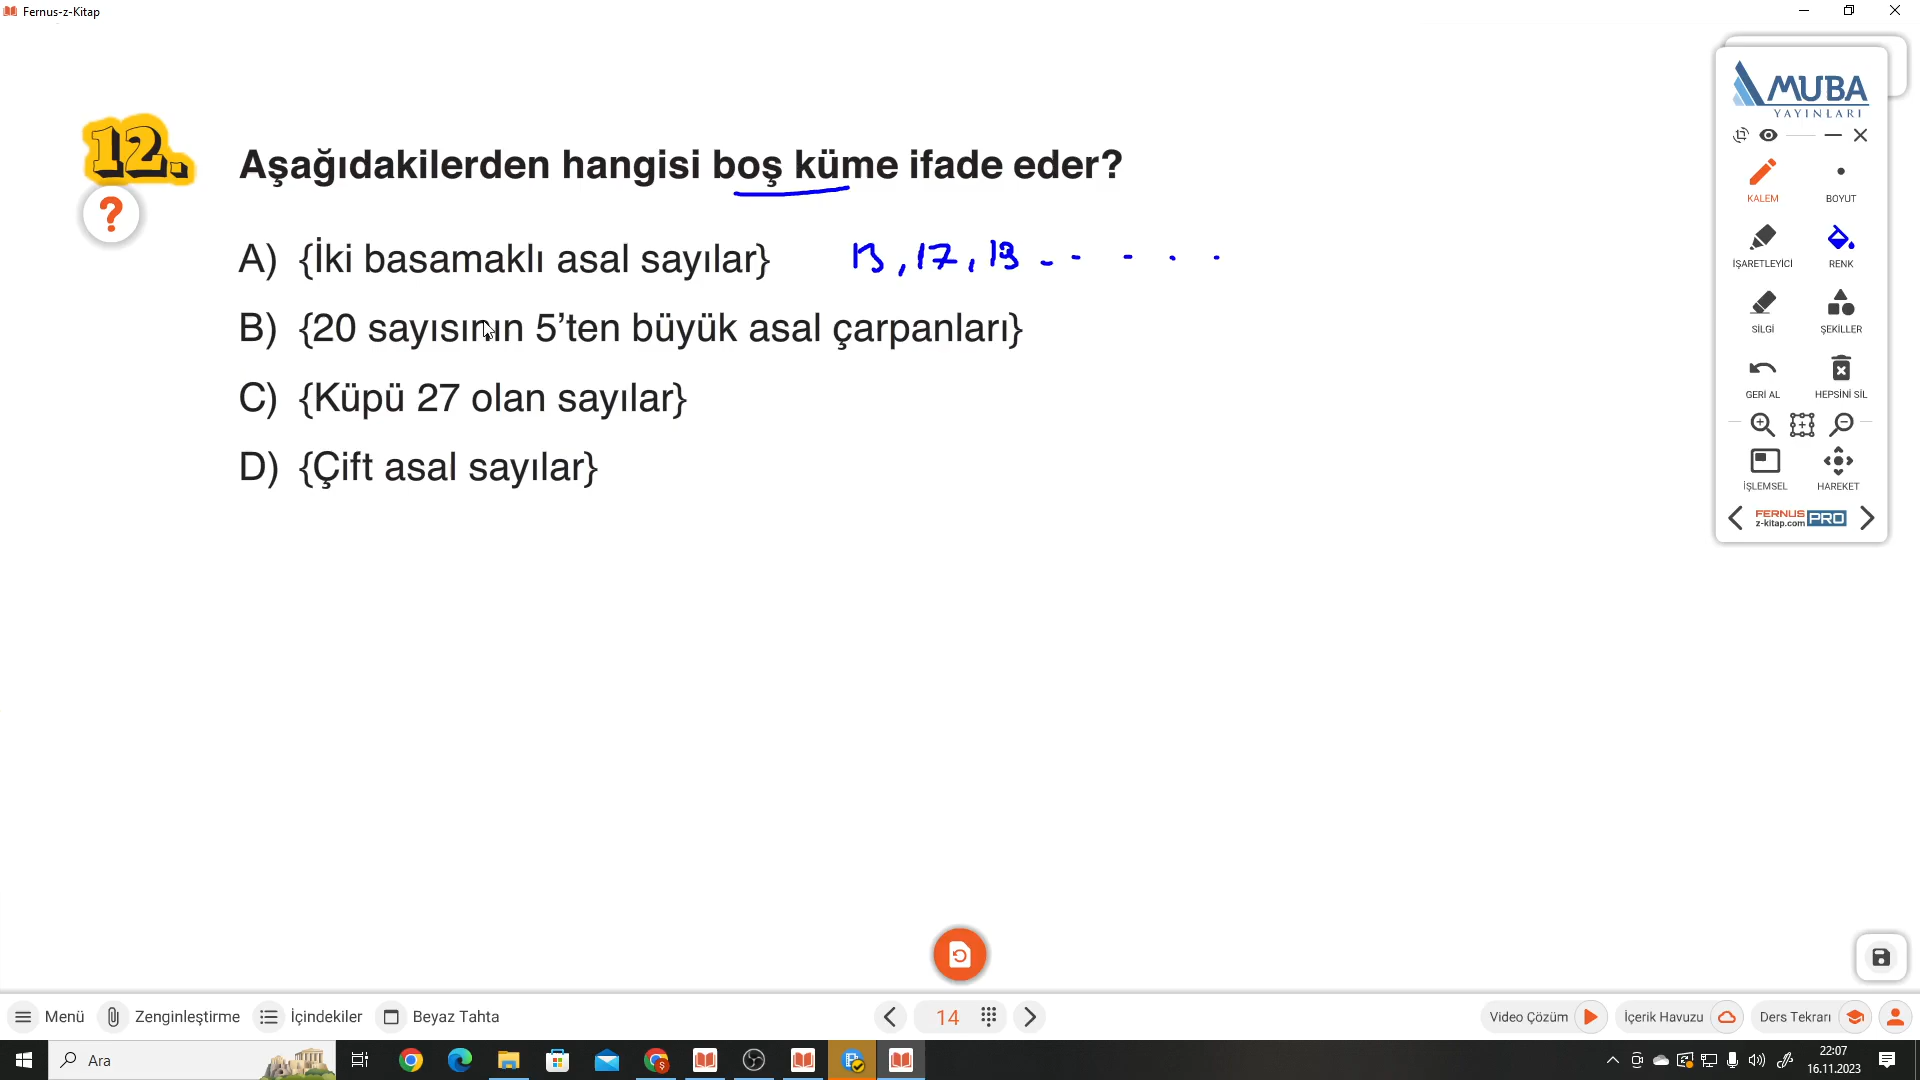 Fernus-z-Kitap
MUBA
YAYINLARI
12.
Aşağıdakilerden hangisi boş küme ifade eder?
?
A) {İki basamaklı asal sayılar} 13, 17, 19 - - - - -
B) {20 sayısının 5’ten büyük asal çarpanları}
C) {Küpü 27 olan sayılar}
D) {Çift asal sayılar}
KALEM BOYUT
İŞARETLEYİCİ RENK
SİLGİ ŞEKİLLER
GERİ AL HEPSİNİ SİL
İŞLEMSEL HAREKET
FERNUS
z-kitap.com PRO
Menü Zenginleştirme İçindekiler Beyaz Tahta 14 Video Çözüm İçerik Havuzu Ders Tekrarı
Ara
22:07
16.11.2023